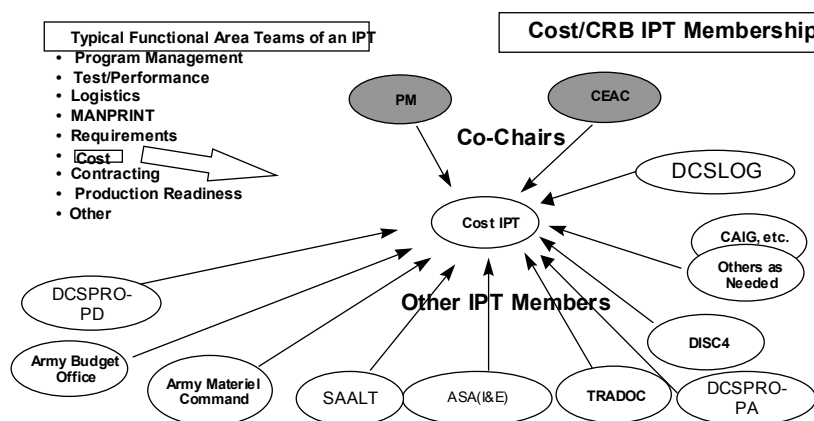 Typical Functional Area Teams of an IPT
• Program Management
• Test/Performance
• Logistics
• MANPRINT
• Requirements
• Cost
• Contracting
• Production Readiness
• Other
Cost/CRB IPT Membership
PM
CEAC
Co-Chairs
DCSLOG
Cost IPT
CAIG, etc.
Others as
Needed
DCSPRO-
PD
Other IPT Members
DISC4
Army Budget
Office
Army Materiel
Command
SAALT
ASA(I&E)
TRADOC
DCSPRO-
PA